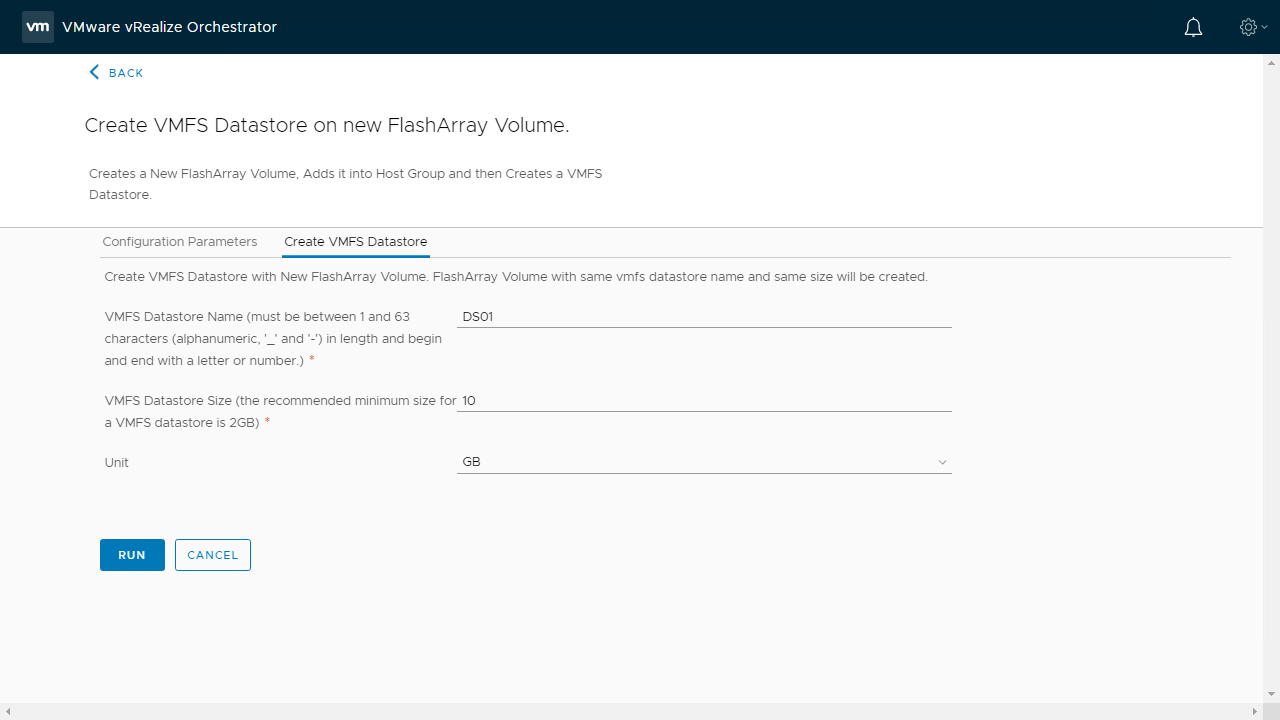 vm VMware vRealize Orchestrator
BACK
Create VMFS Datastore on new FlashArray Volume.
Creates a New FlashArray Volume, Adds it into Host Group and then Creates a VMFS
Datastore.
Configuration Parameters Create VMFS Datastore
Create VMFS Datastore with New FlashArray Volume. FlashArray Volume with same vmfs datastore name and same size will be created.
VMFS Datastore Name (must be between 1 and 63 DS01
characters (alphanumeric, '_' and '-') in length and begin
and end with a letter or number.) *
VMFS Datastore Size (the recommended minimum size for 10
a VMFS datastore is 2GB) *
Unit GB
RUN CANCEL